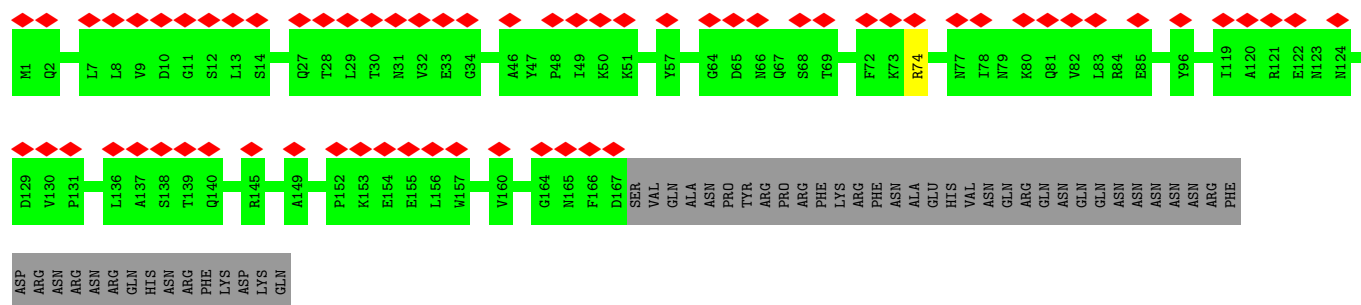 M1 Q2 L7 L8 V9 D10 G11 S12 L13 S14 Q27 T28 L29 T30 N31 V32 E33 G34 A46 Y47 P48 I49 K50 K51 Y57 G64 D65 N66 Q67 S68 T69 F72 K73 R74 N77 I78 N79 K80 Q81 V82 L83 R84 E85 Y96 I119 A120 R121 E122 N123 N124
D129 V130 P131 L136 A137 S138 T139 Q140 R145 A149 P152 K153 E154 E155 L156 W157 V160 G164 N165 F166 D167 SER VAL GLN ALA ASN PRO TYR ARG PRO ARG PHE LYS ARG PHE ASN ALA GLU HIS VAL ASN GLN ARG GLN ASN GLN GLN ASN ASN ASN ASN ASN ARG PHE
ASP ARG ASN ARG ASN ARG GLN HIS ASN ARG PHE LYS ASP LYS GLN